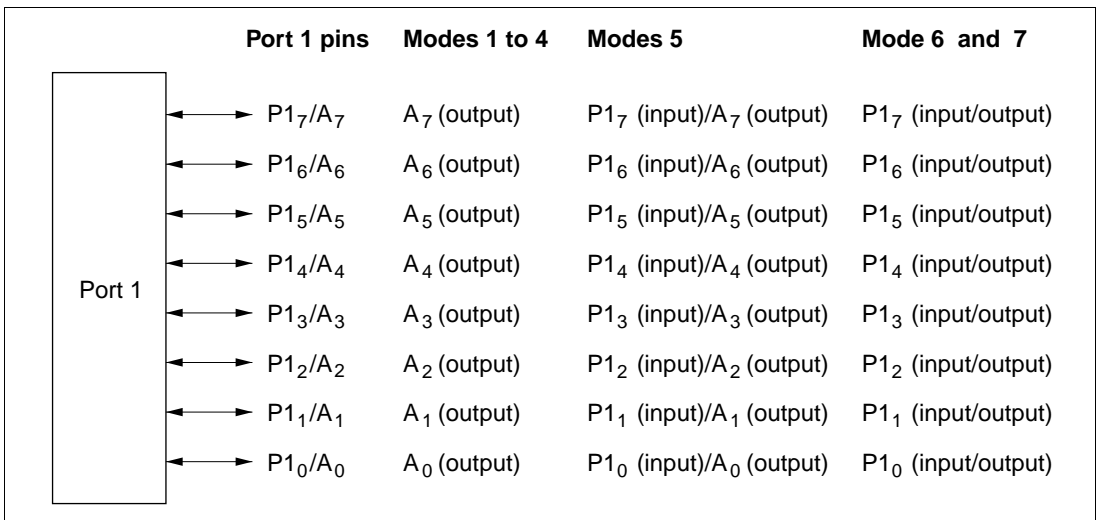 Port 1 pins Modes 1 to 4 Modes 5 Mode 6 and 7
P1₇/A₇ A₇ (output) P1₇ (input)/A₇ (output) P1₇ (input/output)
P1₆/A₆ A₆ (output) P1₆ (input)/A₆ (output) P1₆ (input/output)
P1₅/A₅ A₅ (output) P1₅ (input)/A₅ (output) P1₅ (input/output)
P1₄/A₄ A₄ (output) P1₄ (input)/A₄ (output) P1₄ (input/output)
Port 1
P1₃/A₃ A₃ (output) P1₃ (input)/A₃ (output) P1₃ (input/output)
P1₂/A₂ A₂ (output) P1₂ (input)/A₂ (output) P1₂ (input/output)
P1₁/A₁ A₁ (output) P1₁ (input)/A₁ (output) P1₁ (input/output)
P1₀/A₀ A₀ (output) P1₀ (input)/A₀ (output) P1₀ (input/output)